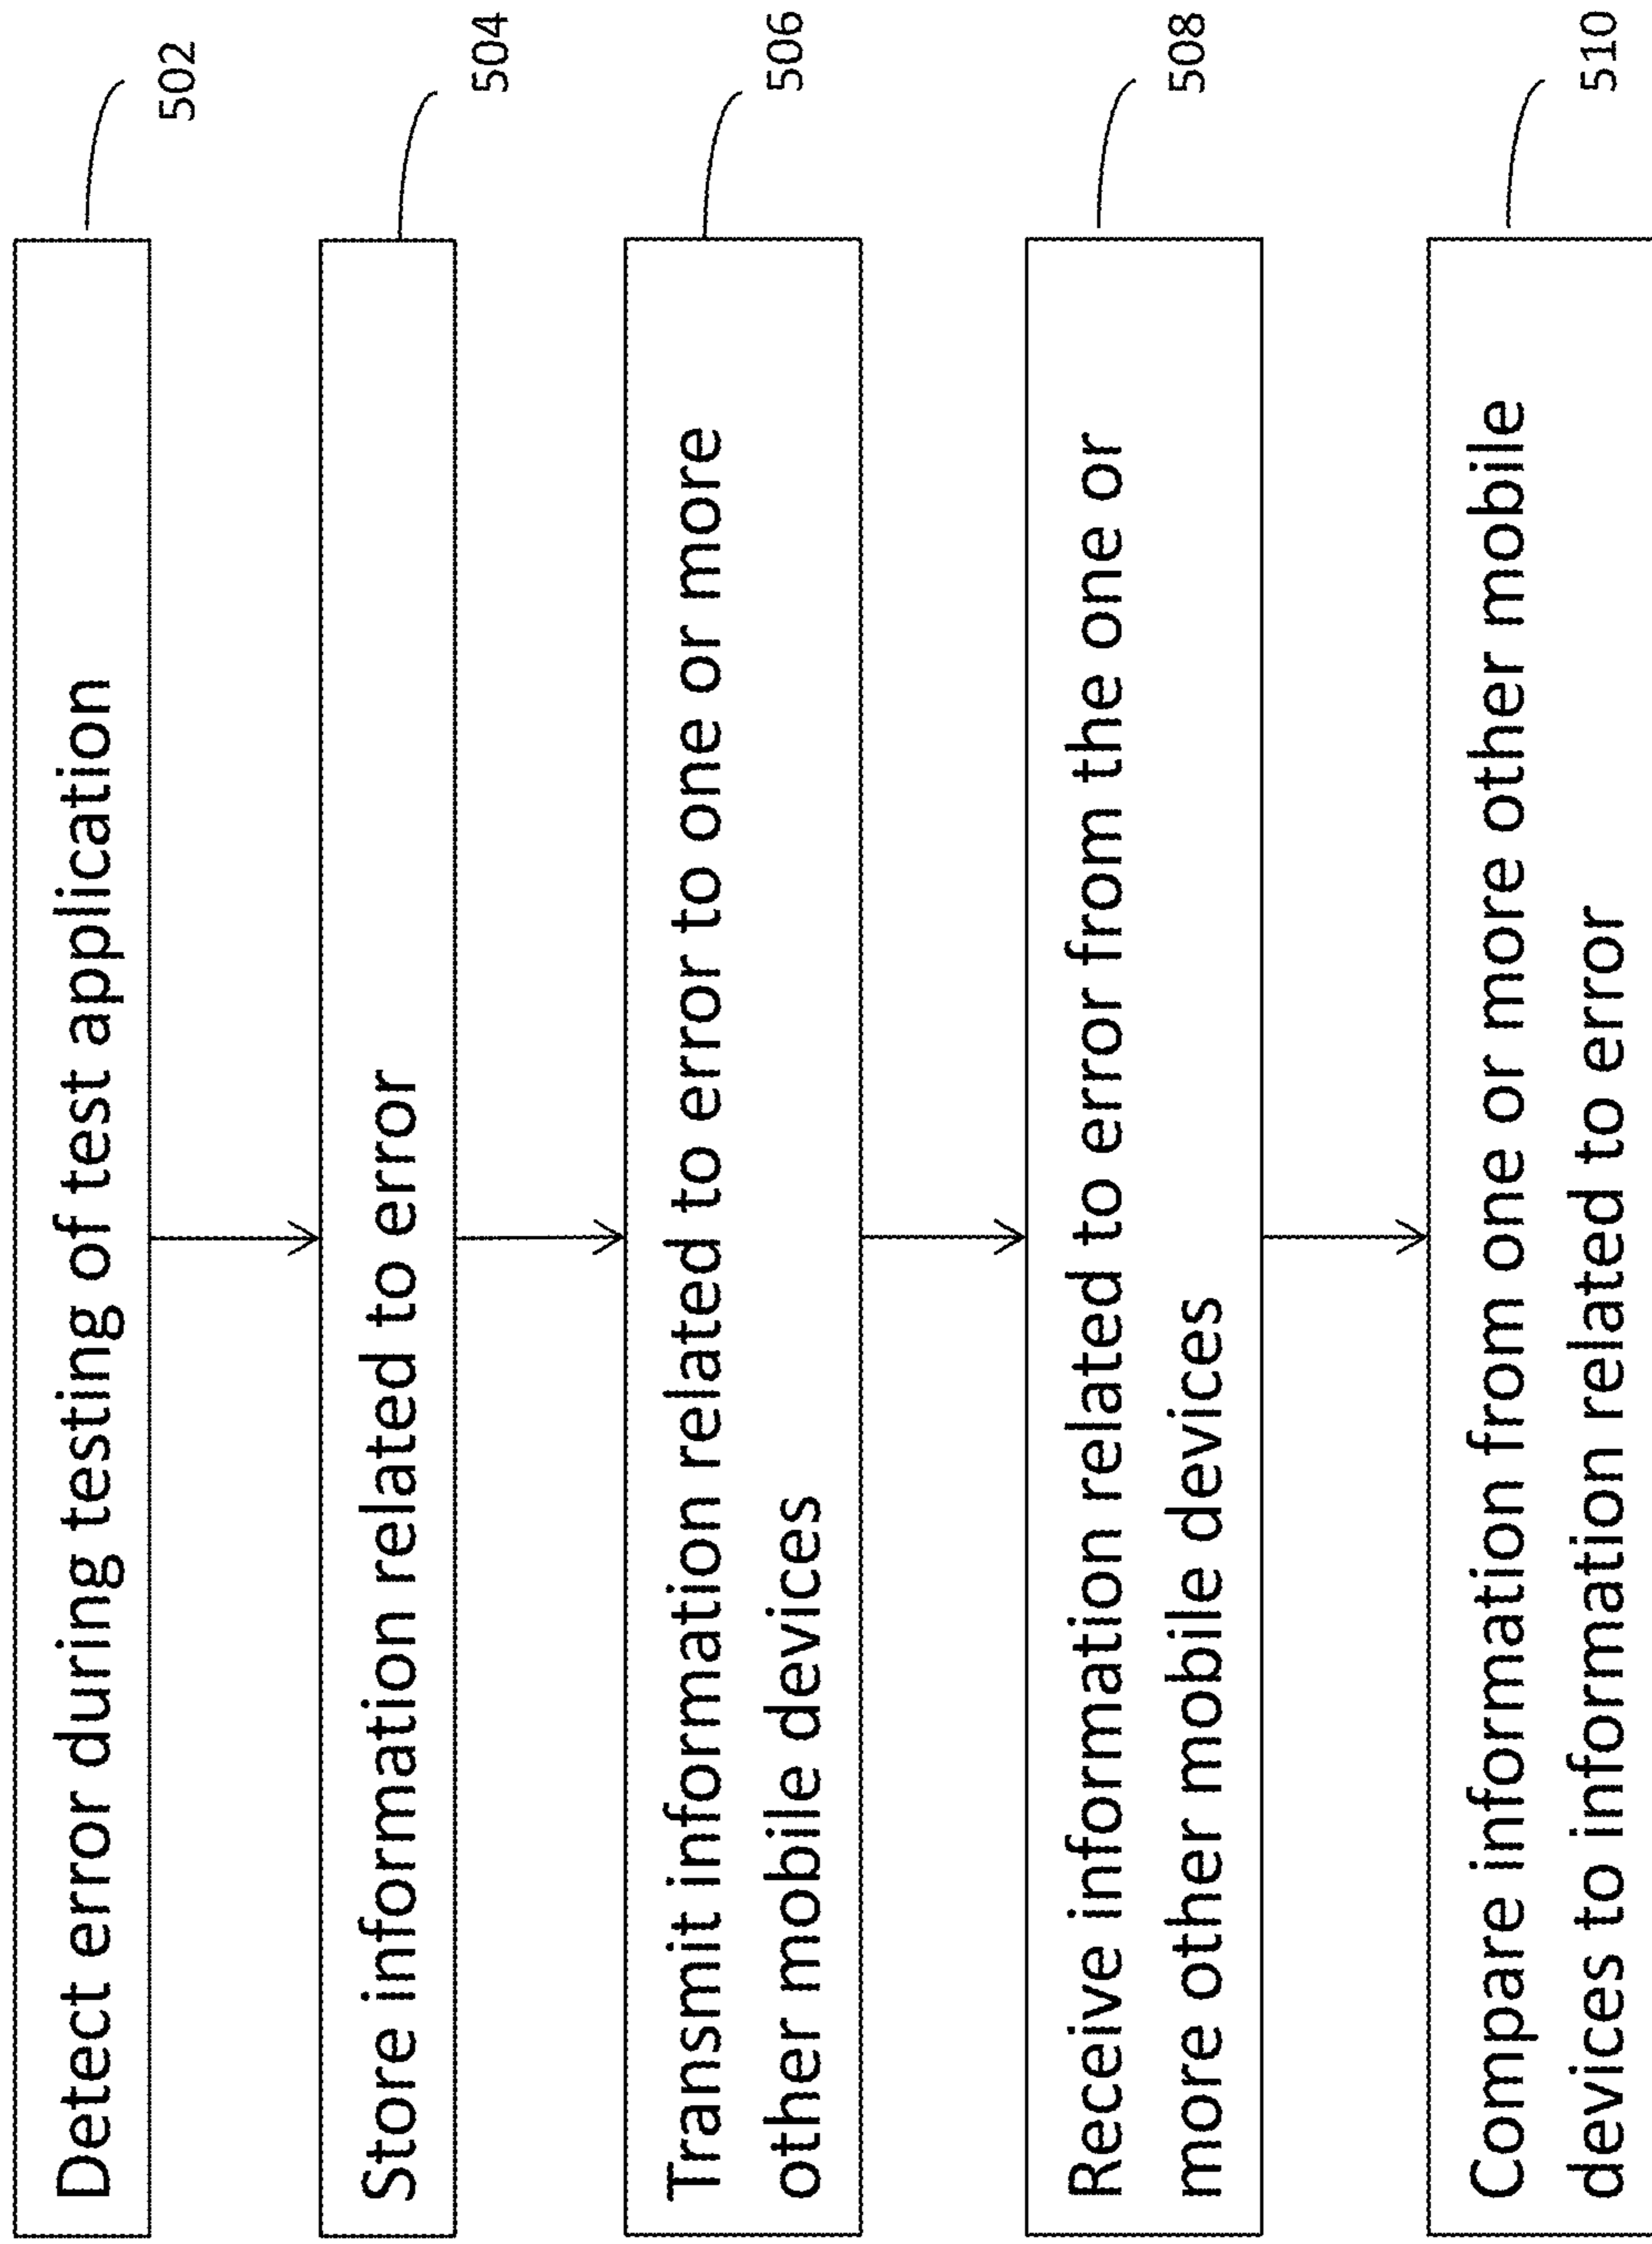 Detect error during testing of test application
502
Store information related to error
504
Transmit information related to error to one or more
other mobile devices
506
Receive information related to error from the one or
more other mobile devices
508
Compare information from one or more other mobile
devices to information related to error
510